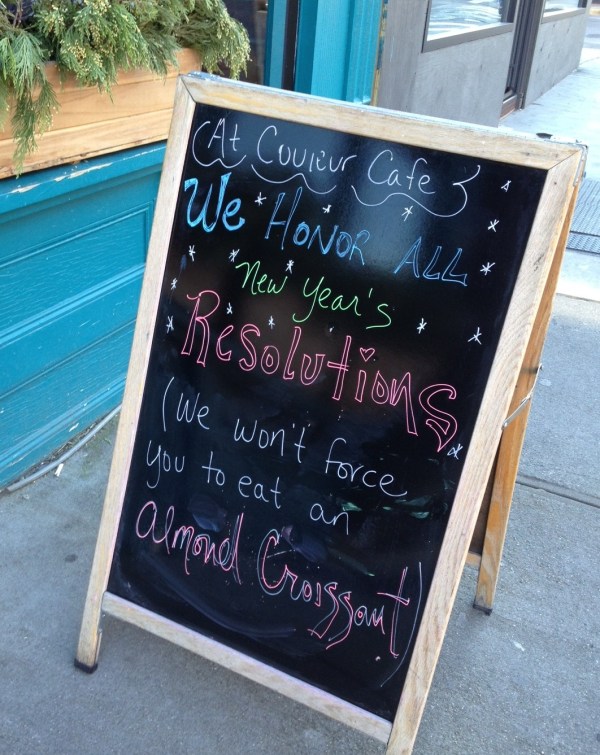 At Couleur Cafe
We Honor ALL
New Year's
Resolutions
(We won't force
you to eat an
Almond Croissant)